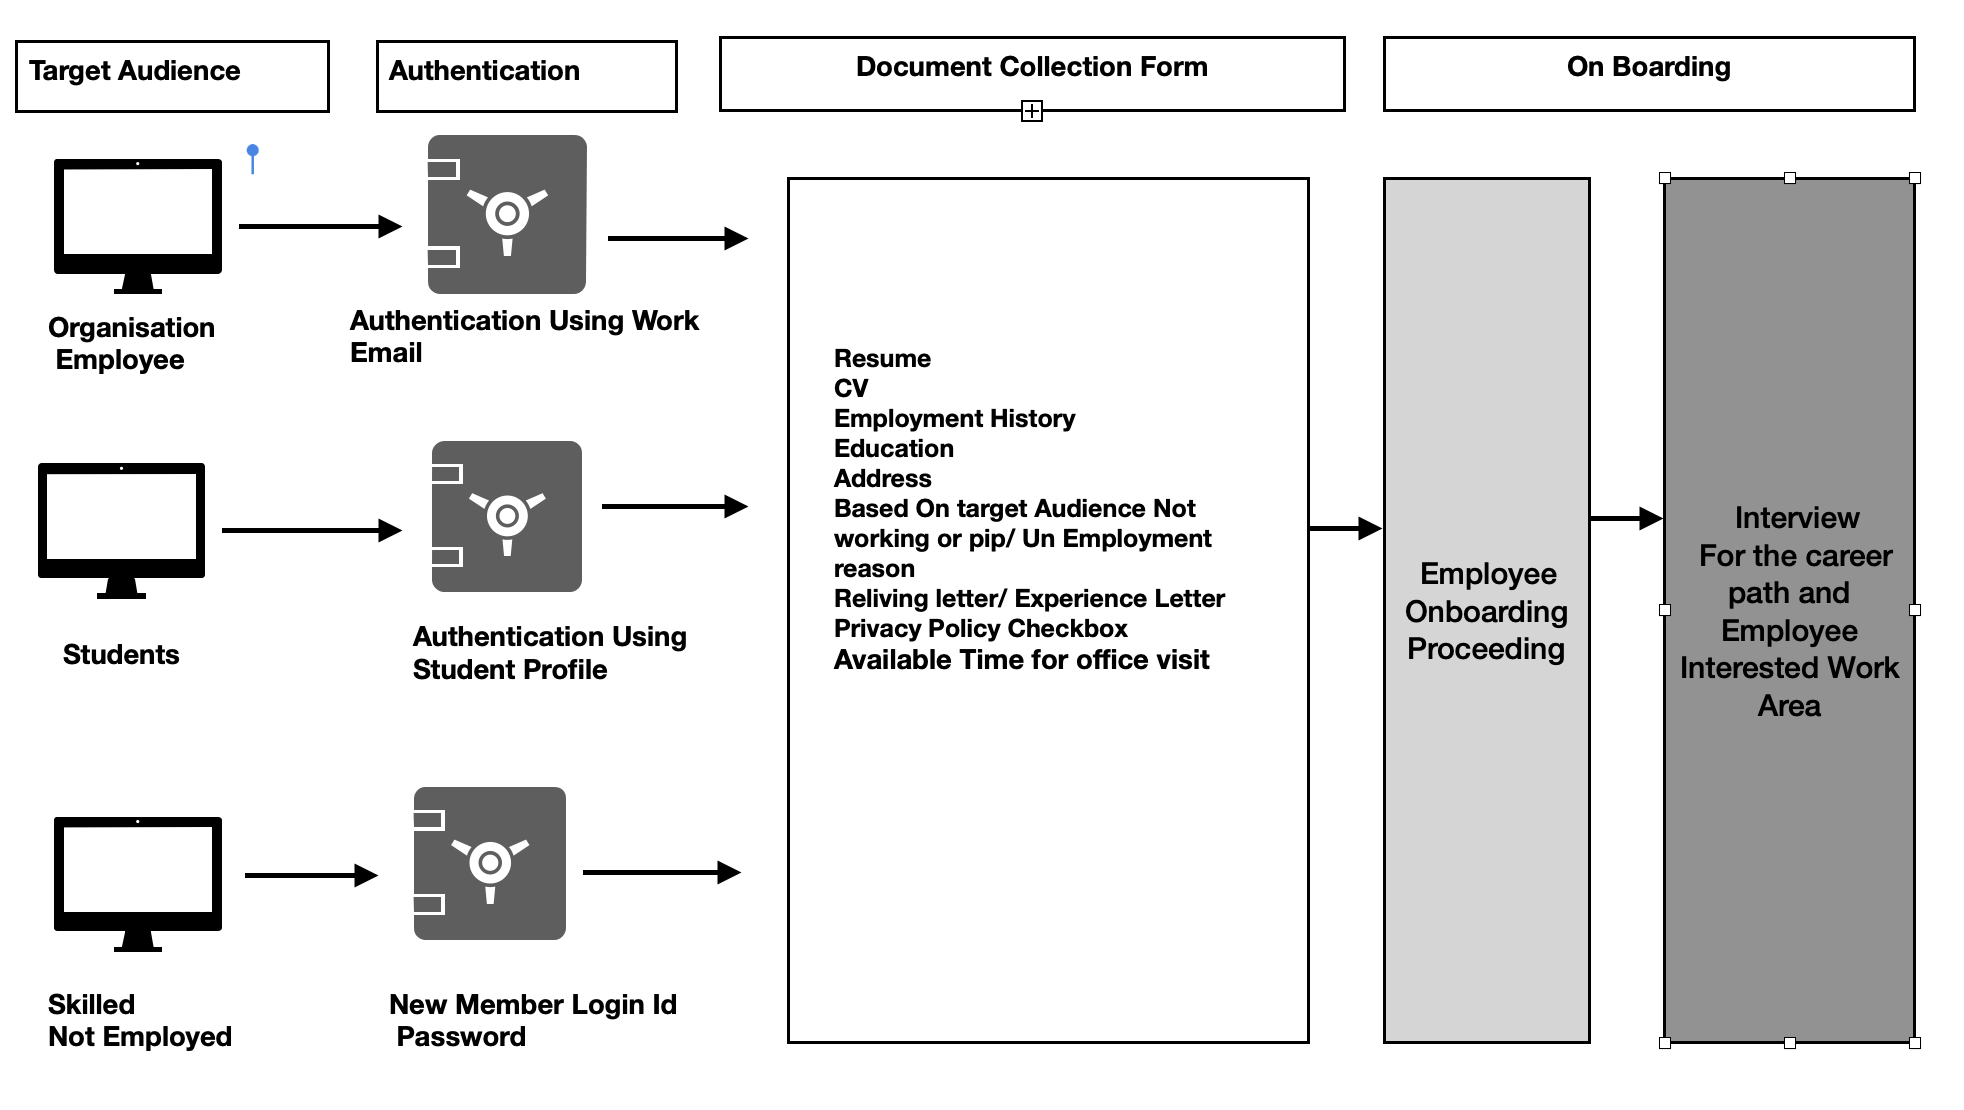 Target Audience
Authentication
Document Collection Form
On Boarding
Organisation
Employee
Authentication Using Work
Email
Students
Authentication Using
Student Profile
Skilled
Not Employed
New Member Login Id
Password
Resume
CV
Employment History
Education
Address
Based On target Audience Not
working or pip/ Un Employment
reason
Reliving letter/ Experience Letter
Privacy Policy Checkbox
Available Time for office visit
Employee
Onboarding
Proceeding
Interview
For the career
path and
Employee
Interested Work
Area